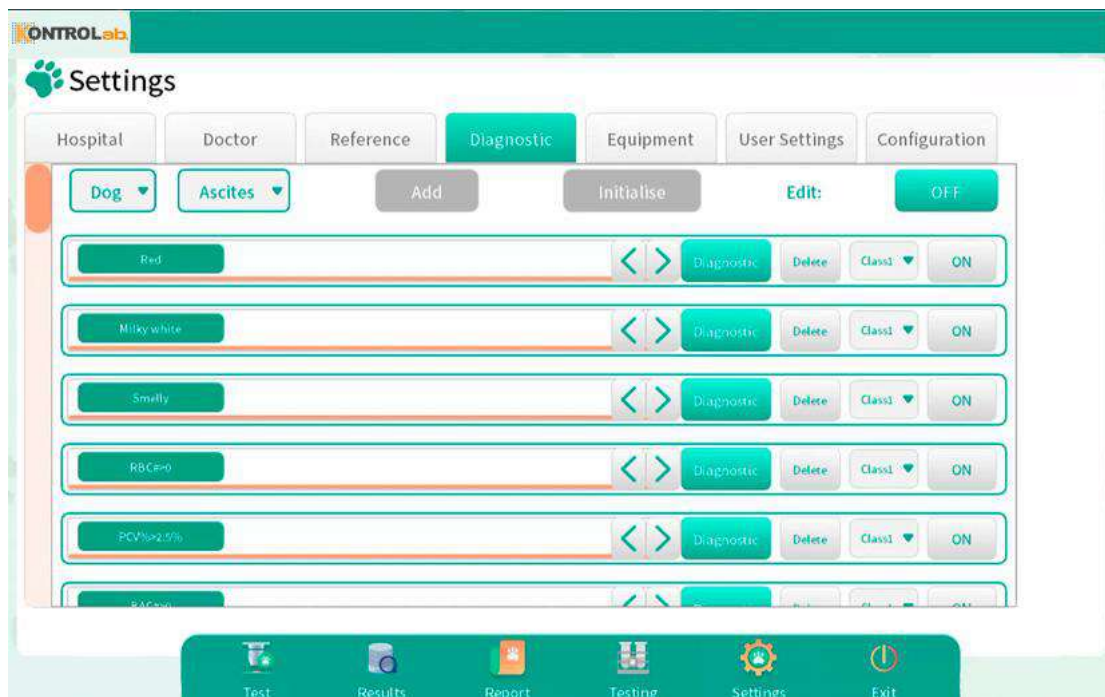 KONTROLab
Settings
Hospital Doctor Reference Diagnostic Equipment User Settings Configuration
Dog Ascites Add Initialise Edit: OFF
Red Diagnostic Delete Class1 ON
Milky white Diagnostic Delete Class1 ON
Smelly Diagnostic Delete Class1 ON
RBC#>0 Diagnostic Delete Class1 ON
PCV%>2.5% Diagnostic Delete Class1 ON
Test Results Report Testing Settings Exit